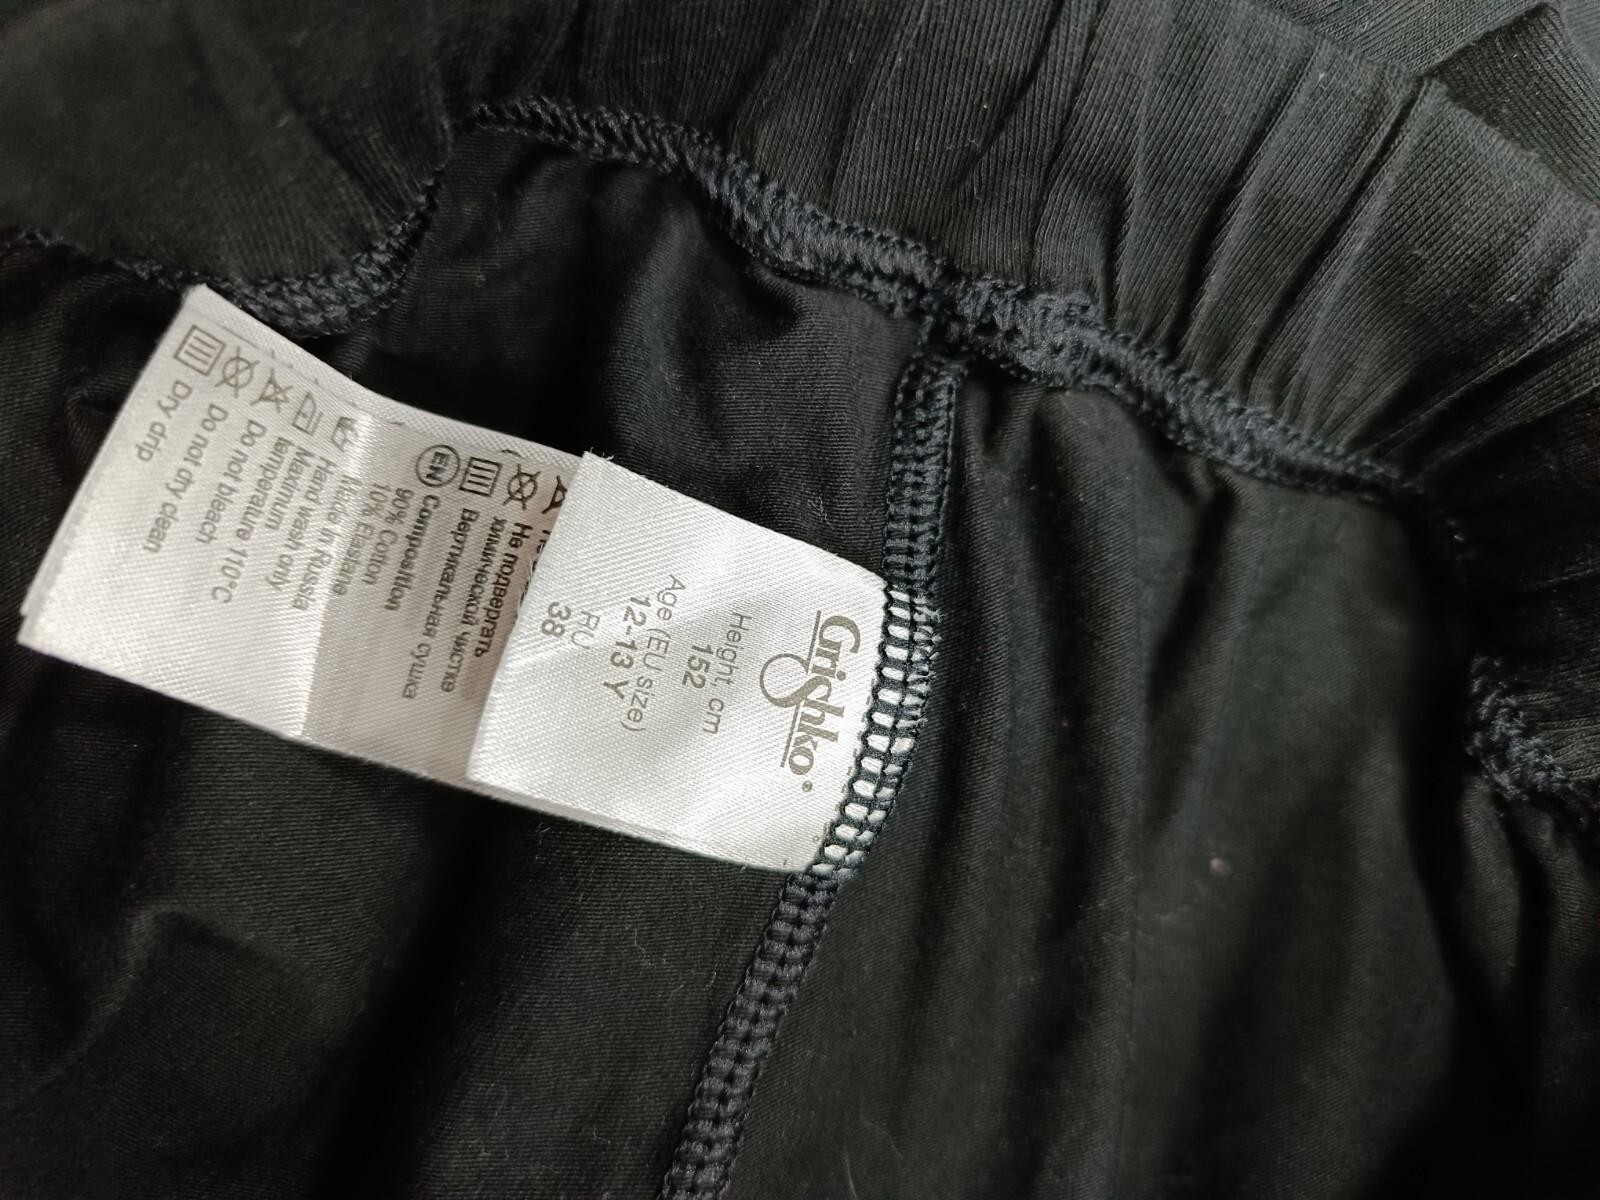 Grishko®
Height, cm
152
Age (EU size)
12-13 Y
RU
38
На подвергать
химической чистке
Вертикальная сушка
EN Composition
90% Cotton
10% Elastane
Made in Russia
Hand wash only
Maximum
temperature 110°C
Do not bleach
Do not dry clean
Dry drip